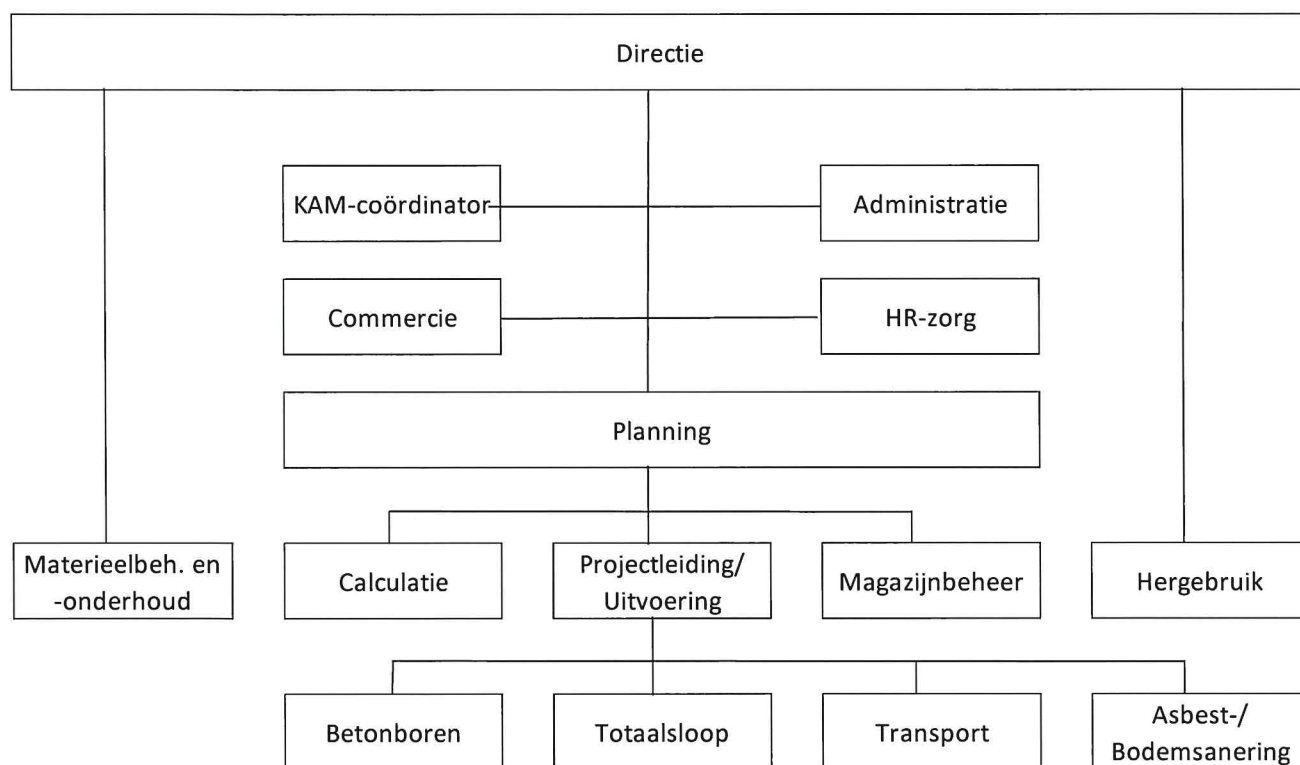 Directie
KAM-coördinator
Administratie
Commercie
HR-zorg
Planning
Materieelbeh. en
-onderhoud
Calculatie
Projectleiding/
Uitvoering
Magazijnbeheer
Hergebruik
Betonboren
Totaalsloop
Transport
Asbest-/
Bodemsanering